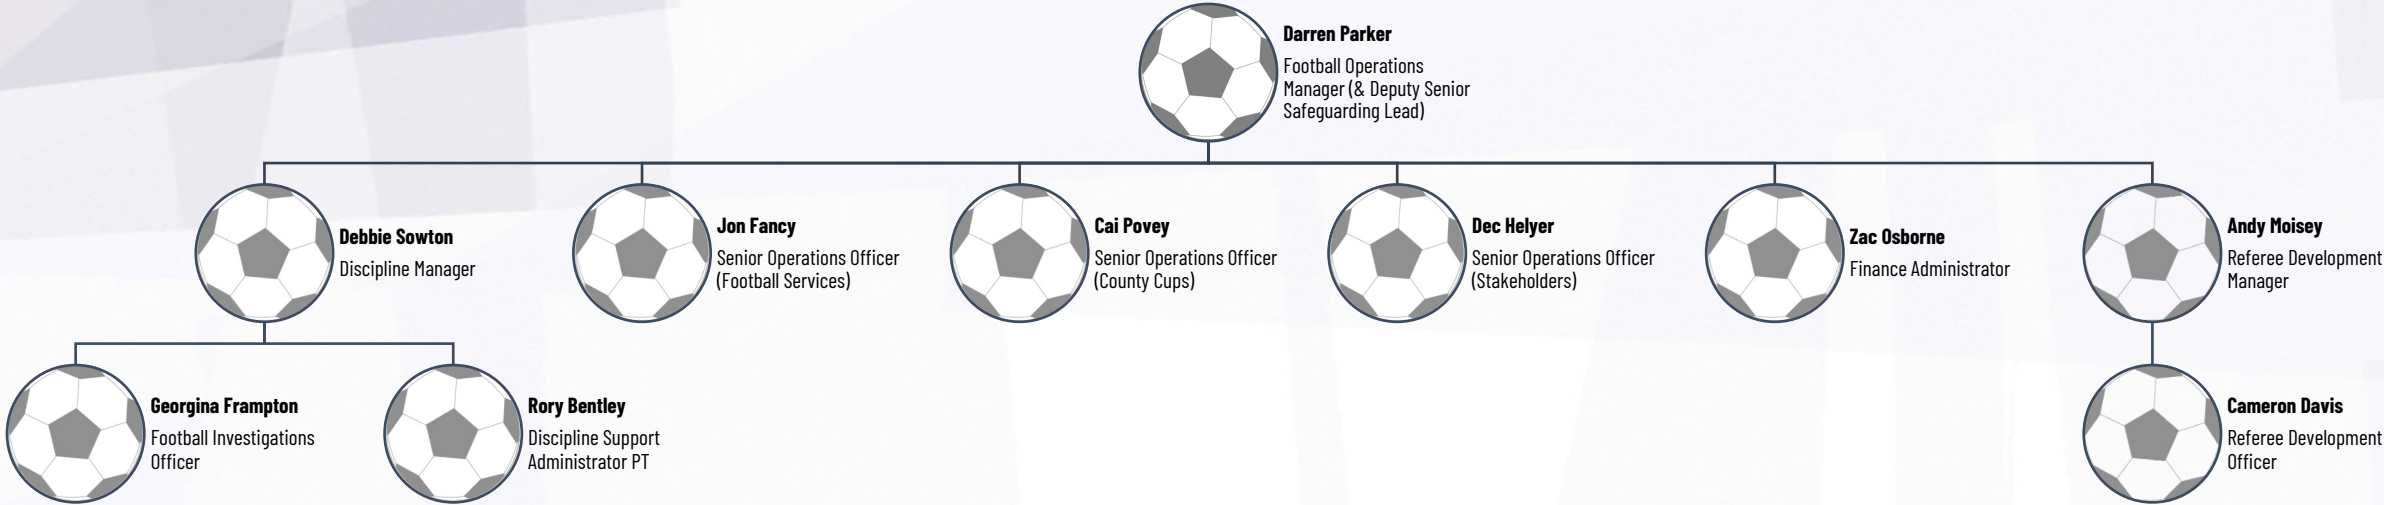 Darren Parker
Football Operations
Manager (& Deputy Senior
Safeguarding Lead)
Debbie Sowton
Discipline Manager
Jon Fancy
Senior Operations Officer
(Football Services)
Cai Povey
Senior Operations Officer
(County Cups)
Dec Helyer
Senior Operations Officer
(Stakeholders)
Zac Osborne
Finance Administrator
Andy Moisey
Referee Development
Manager
Georgina Frampton
Football Investigations
Officer
Rory Bentley
Discipline Support
Administrator PT
Cameron Davis
Referee Development
Officer